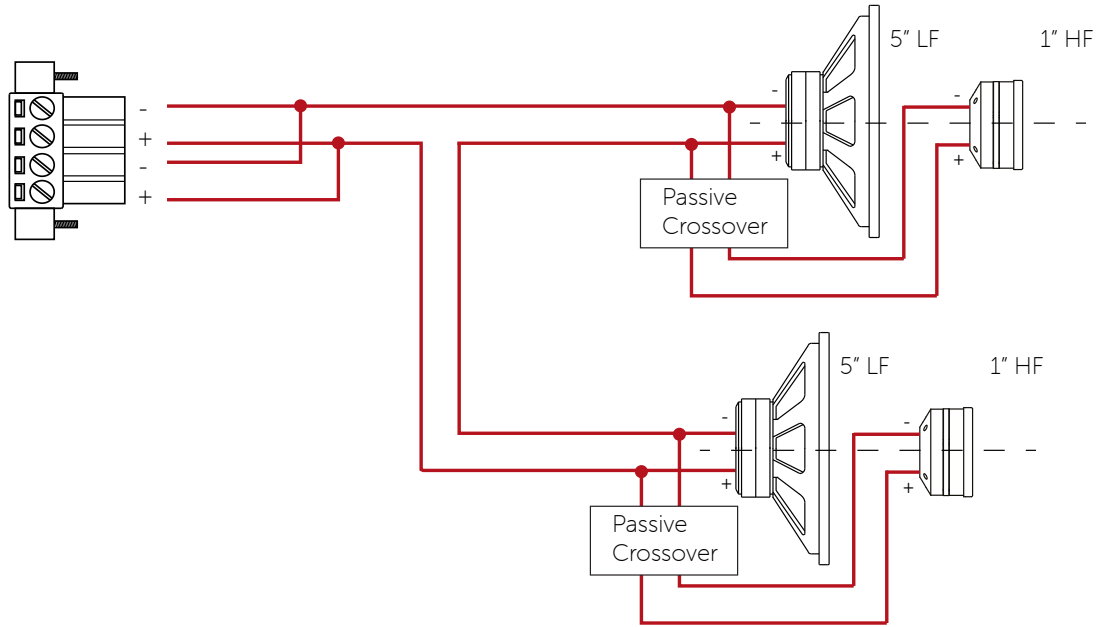 5” LF
1” HF
-
+
-
+
-
+
-
+
Passive
Crossover
5” LF
1” HF
-
+
-
+
Passive
Crossover